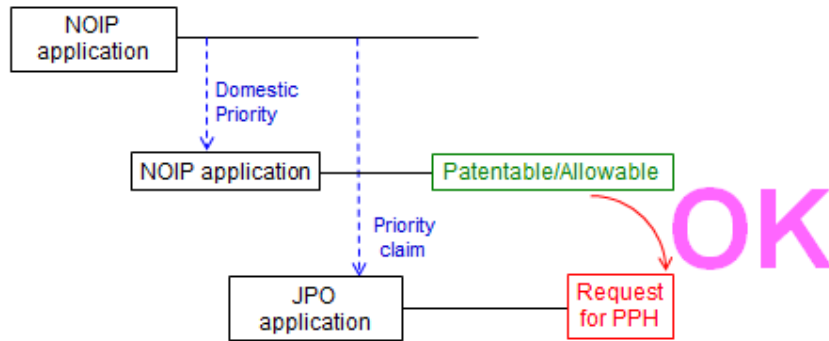 NOIP
application
Domestic
Priority
NOIP application
Patentable/Allowable
OK
Priority
claim
JPO
application
Request
for PPH